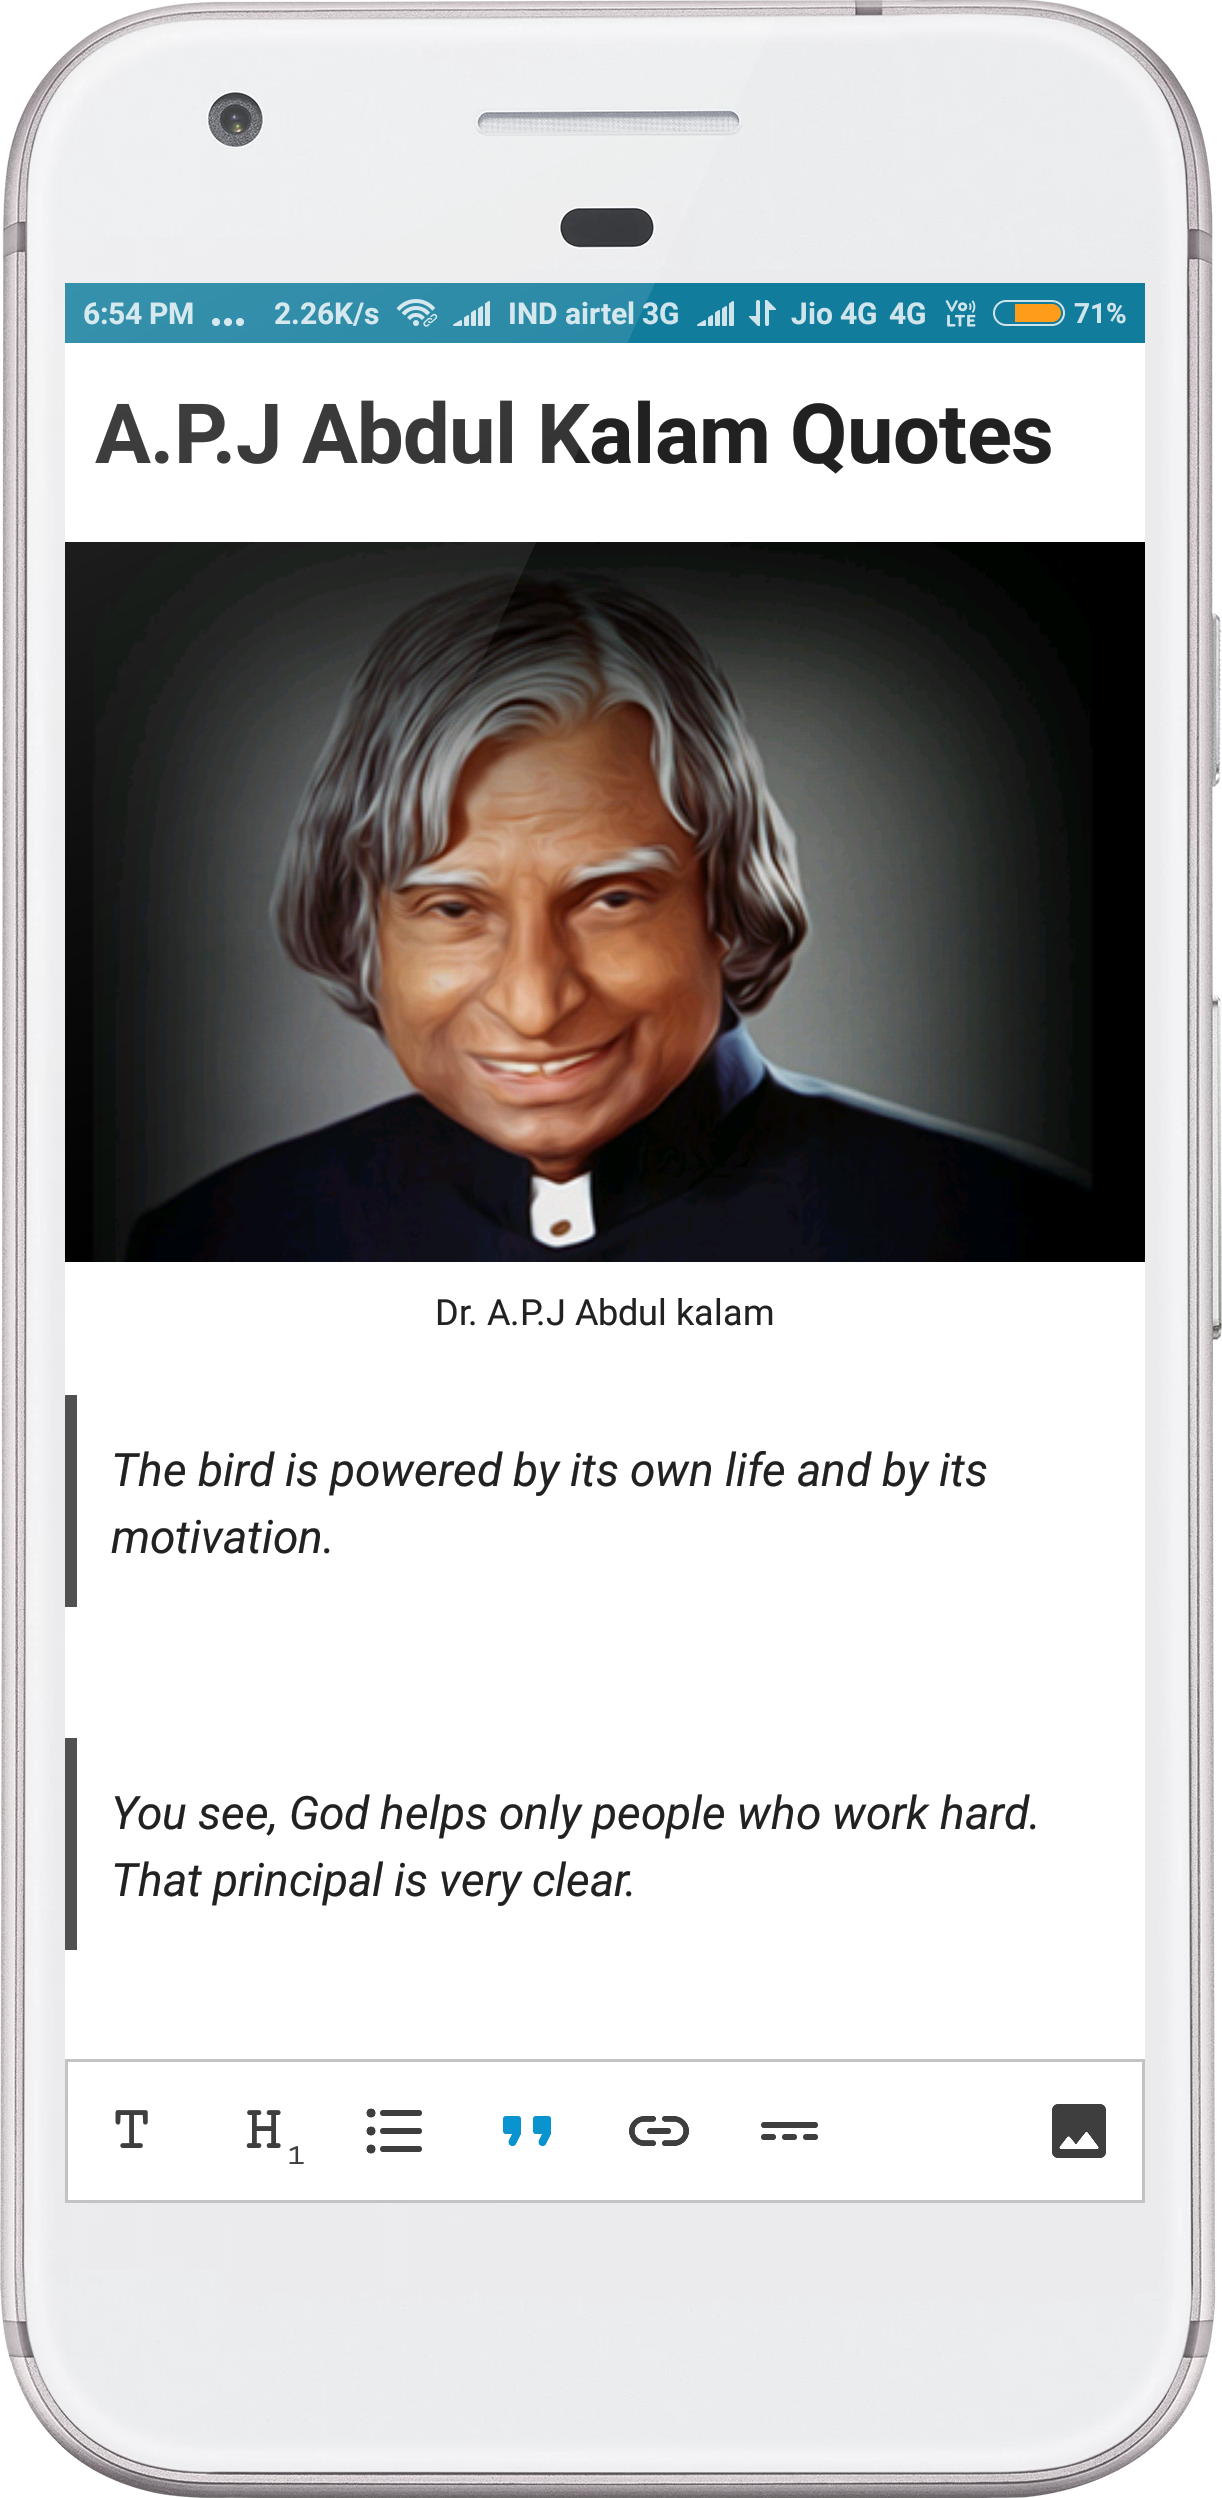 6:54 PM ... 2.26K/s IND airtel 3G Jio 4G 4G Vo) LTE 71%
A.P.J Abdul Kalam Quotes
Dr. A.P.J Abdul kalam
The bird is powered by its own life and by its
motivation.
You see, God helps only people who work hard.
That principal is very clear.
T H1